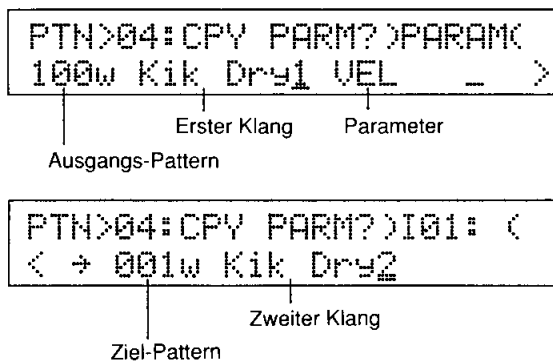 PTN>04:CPY PARM?)PARAM(
100w Kik Dry1 VEL _ >
Erster Klang Parameter
Ausgangs-Pattern
PTN>04:CPY PARM?)I01: (
< → 001w Kik Dry2
Zweiter Klang
Ziel-Pattern